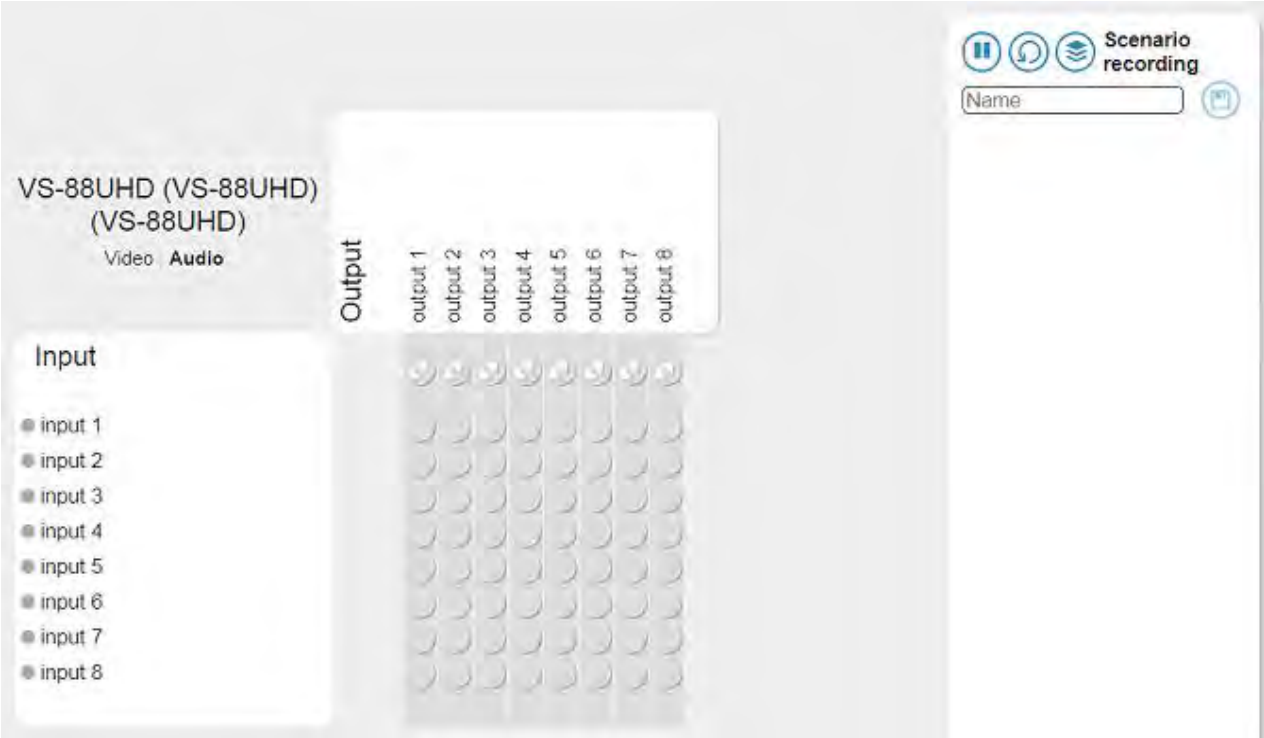 Scenario
recording
Name
VS-88UHD (VS-88UHD)
(VS-88UHD)
Video Audio
Output
output 1
output 2
output 3
output 4
output 5
output 6
output 7
output 8
Input
input 1
input 2
input 3
input 4
input 5
input 6
input 7
input 8